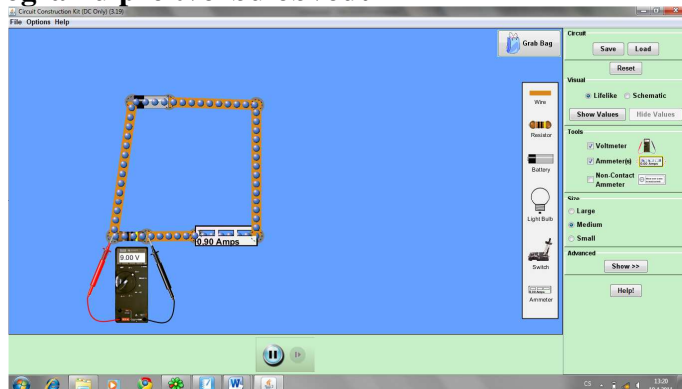 Circuit Construction Kit (DC Only) (3.19)
File Options Help
Grab Bag
Wire
Resistor
Battery
Light Bulb
Switch
Ammeter
0.90 Amps
9.00 V
Circuit
Save Load
Reset
Visual
Lifelike Schematic
Show Values Hide Values
Tools
Voltmeter
Ammeter(s)
Non-Contact
Ammeter
Size
Large
Medium
Small
Advanced
Show >>
Help!
CS
13:20